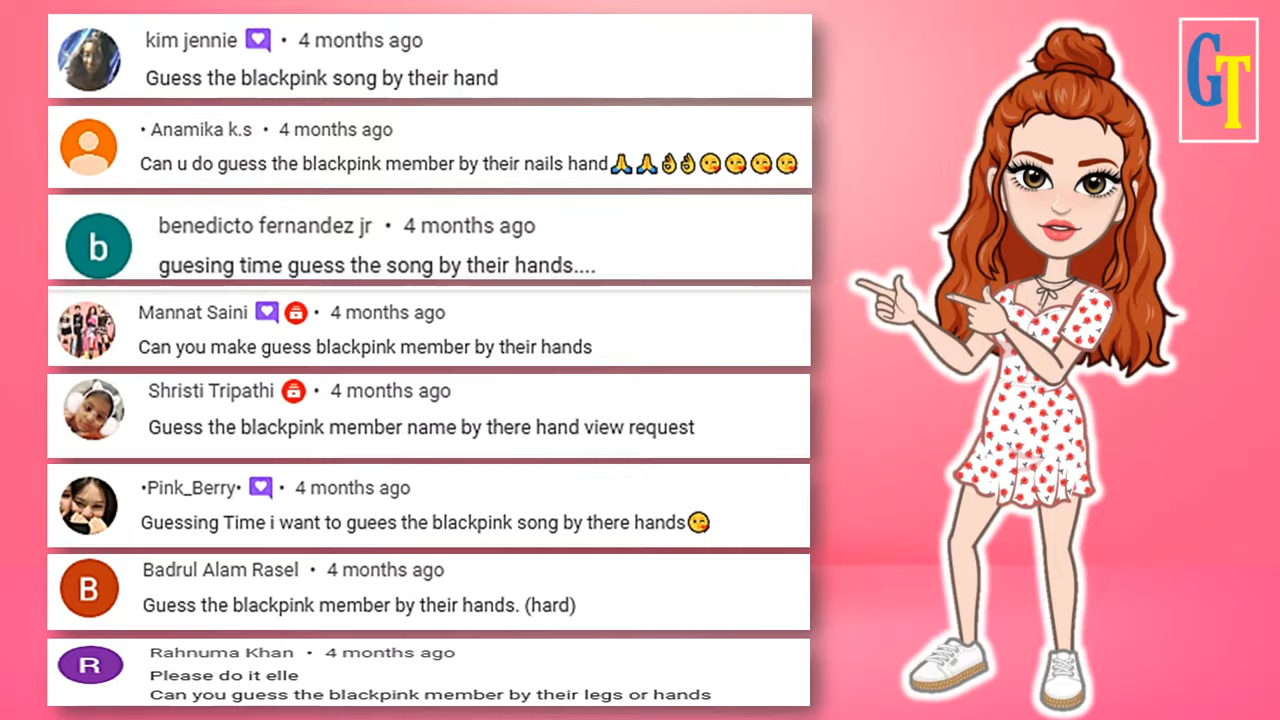 kim jennie • 4 months ago
Guess the blackpink song by their hand
• Anamika k.s • 4 months ago
Can u do guess the blackpink member by their nails hand🙏🙏👌👌😘😘😘😘
b
benedicto fernandez jr • 4 months ago
guesing time guess the song by their hands....
Mannat Saini • 4 months ago
Can you make guess blackpink member by their hands
Shristi Tripathi • 4 months ago
Guess the blackpink member name by there hand view request
•Pink_Berry• • 4 months ago
Guessing Time i want to guees the blackpink song by there hands😘
B
Badrul Alam Rasel • 4 months ago
Guess the blackpink member by their hands. (hard)
R
Rahnuma Khan • 4 months ago
Please do it elle
Can you guess the blackpink member by their legs or hands
GT